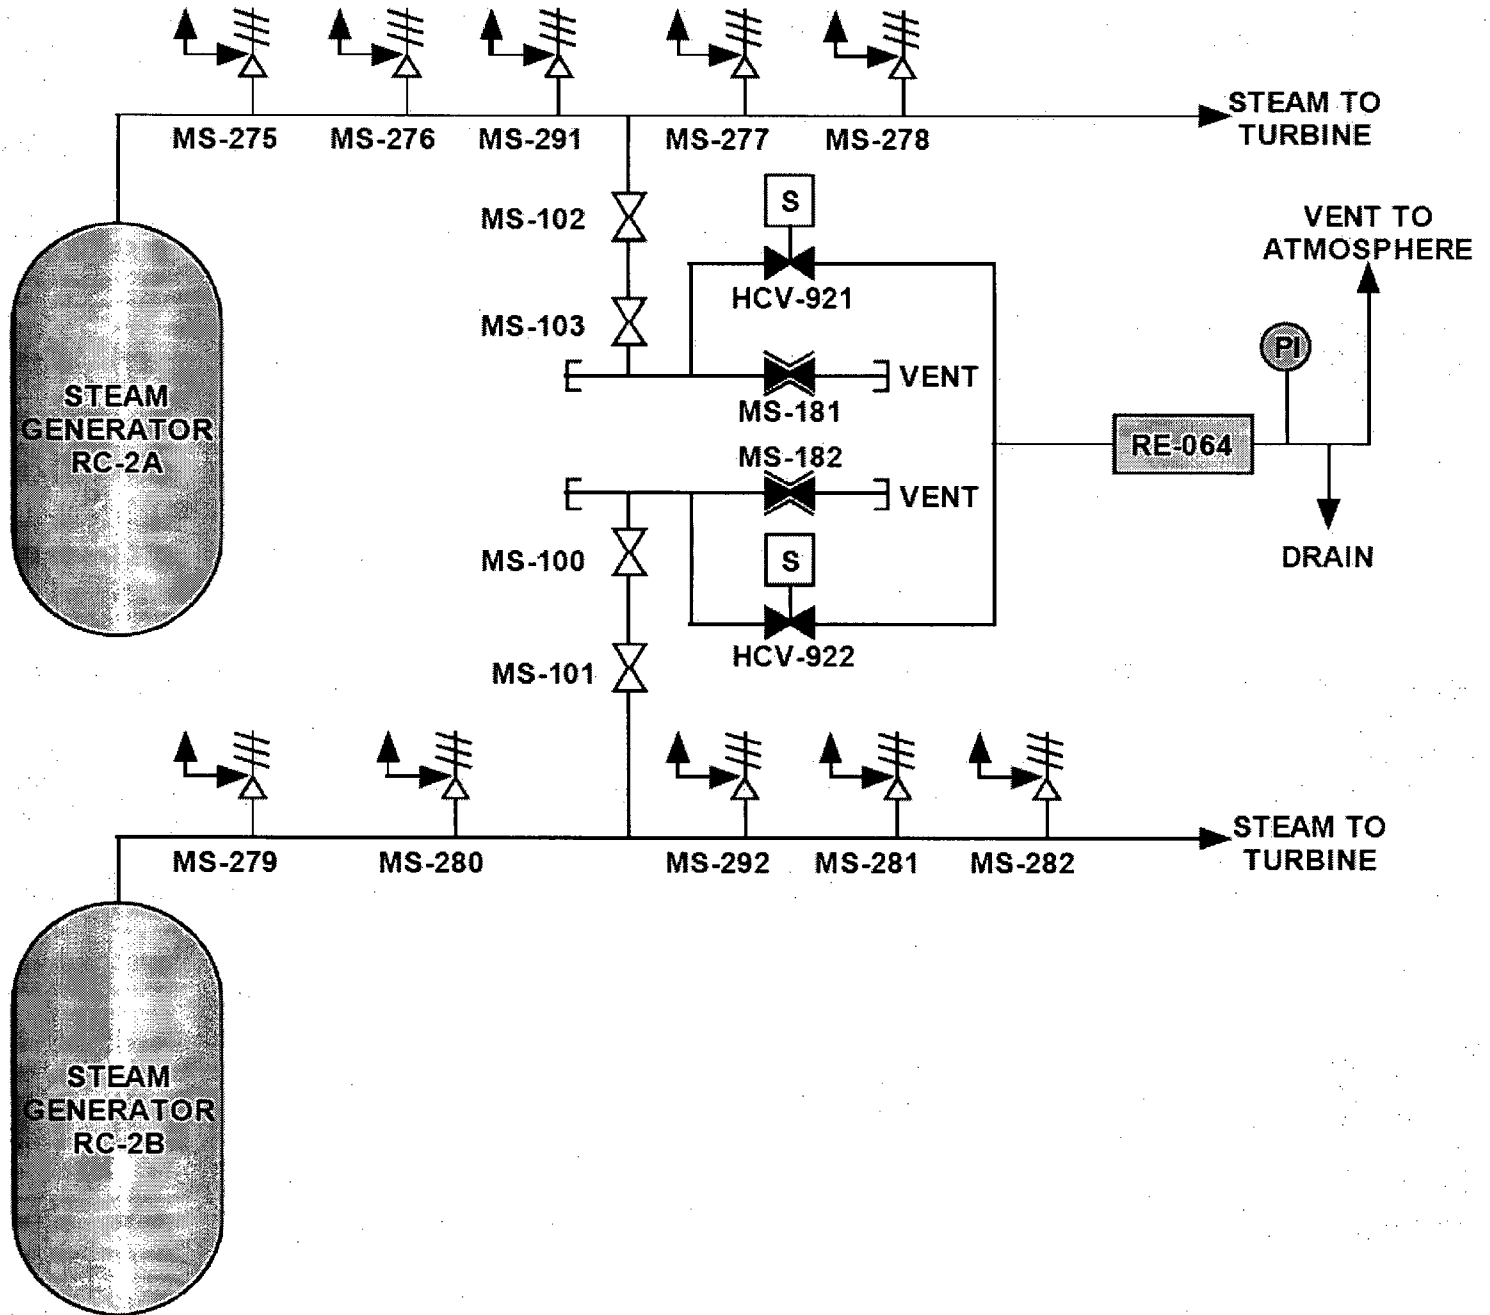 MS-275
MS-276
MS-291
MS-277
MS-278
STEAM TO
TURBINE
MS-102
S
HCV-921
VENT TO
ATMOSPHERE
MS-103
PI
STEAM
GENERATOR
RC-2A
VENT
MS-181
MS-182
RE-064
VENT
MS-100
S
DRAIN
HCV-922
MS-101
MS-279
MS-280
MS-292
MS-281
MS-282
STEAM TO
TURBINE
STEAM
GENERATOR
RC-2B